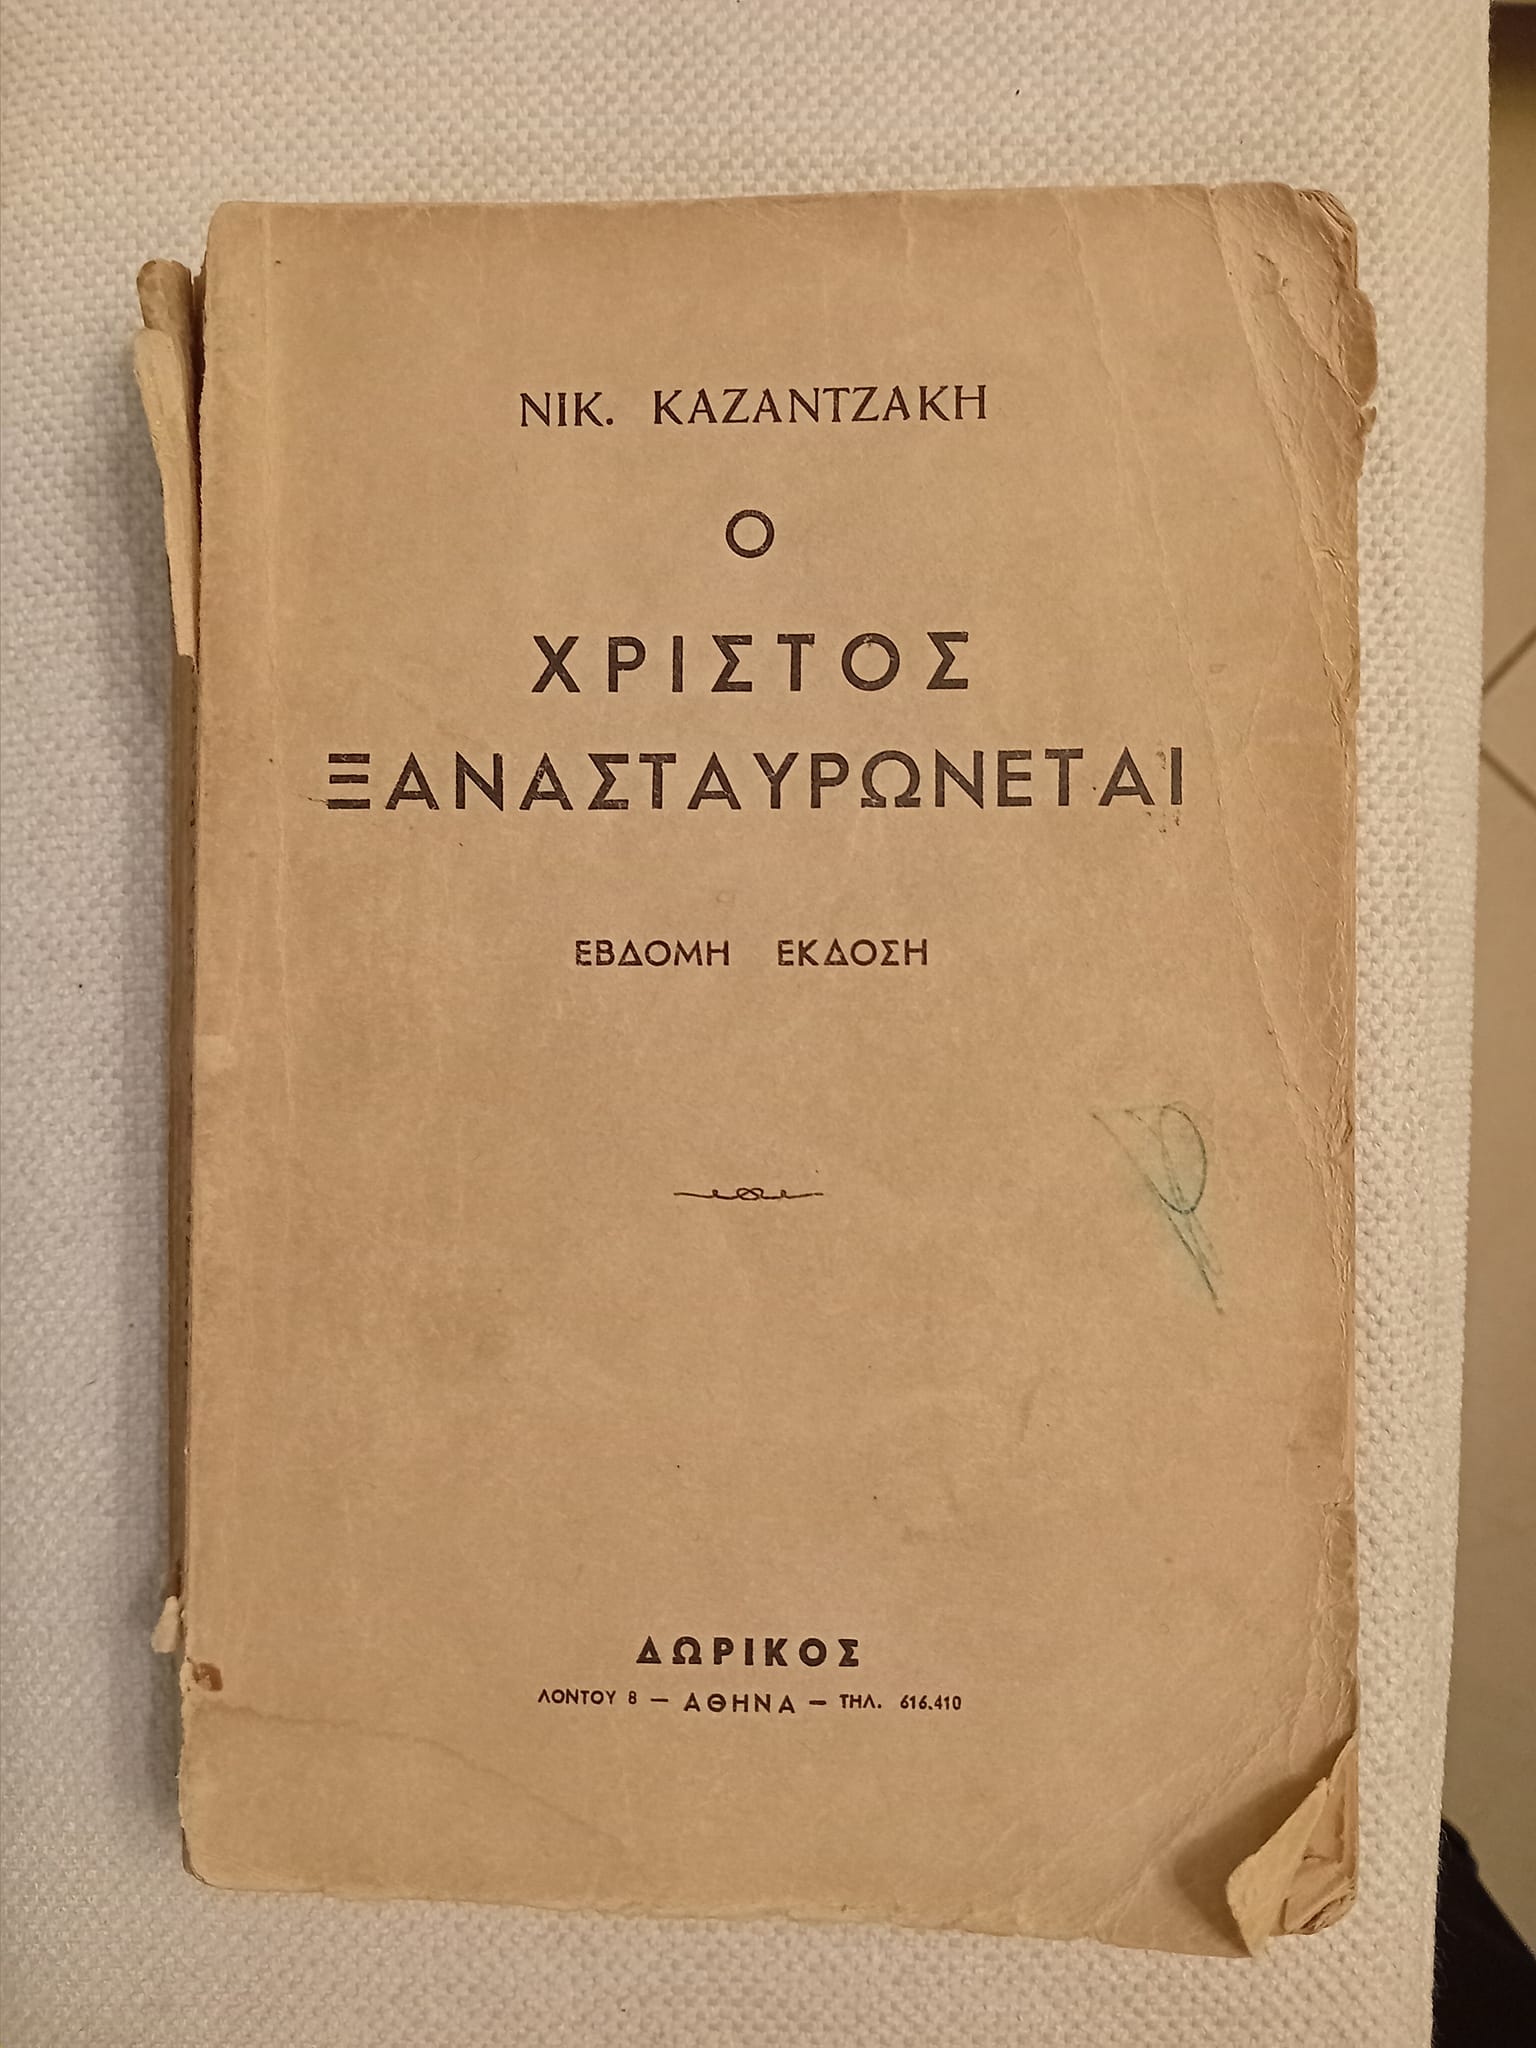 ΝΙΚ. ΚΑΖΑΝΤΖΑΚΗ
Ο
ΧΡΙΣΤΟΣ
ΞΑΝΑΣΤΑΥΡΩΝΕΤΑΙ
ΕΒΔΟΜΗ ΕΚΔΟΣΗ
ΔΩΡΙΚΟΣ
ΛΟΝΤΟΥ 8 — ΑΘΗΝΑ — ΤΗΛ. 616.410